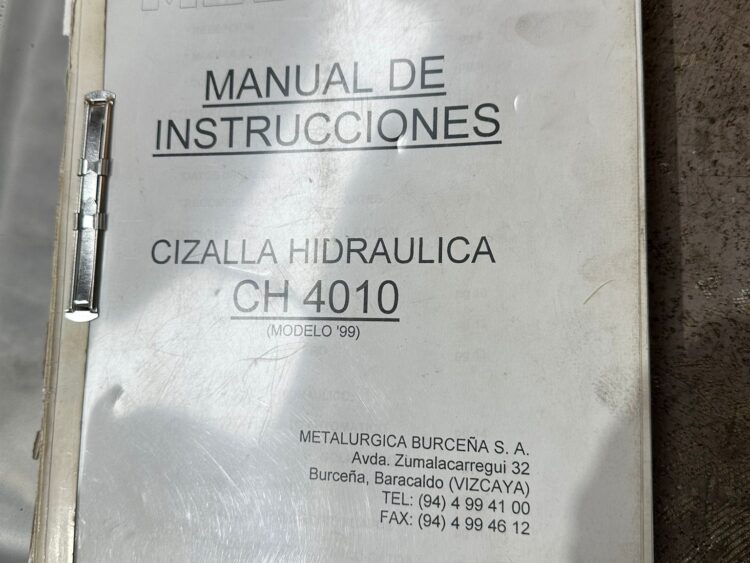 MANUAL DE
INSTRUCCIONES
CIZALLA HIDRAULICA
CH 4010
(MODELO '99)
METALURGICA BURCEÑA S. A.
Avda. Zumalacarregui 32
Burceña, Baracaldo (VIZCAYA)
TEL: (94) 4 99 41 00
FAX: (94) 4 99 46 12